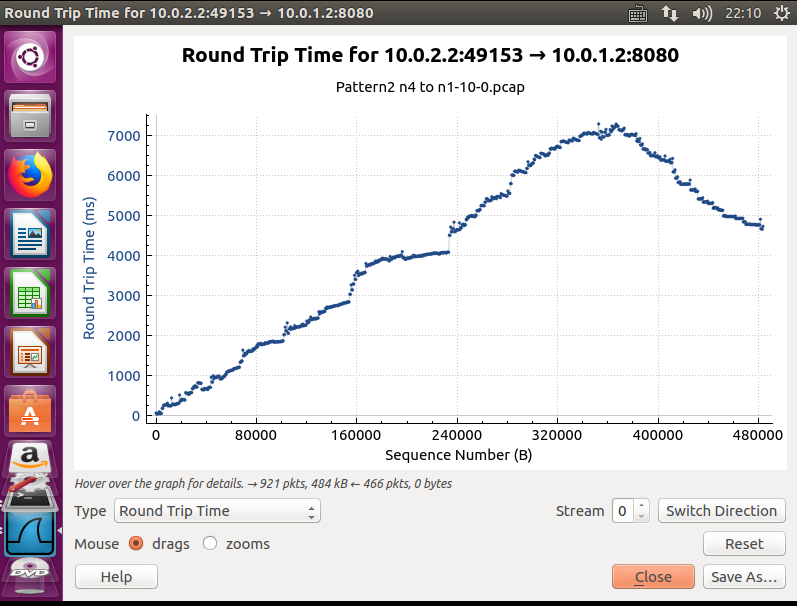 Round Trip Time for 10.0.2.2:49153 → 10.0.1.2:8080
22:10
Round Trip Time for 10.0.2.2:49153 → 10.0.1.2:8080
Pattern2 n4 to n1-10-0.pcap
7000
6000
5000
4000
3000
2000
1000
0
Round Trip Time (ms)
0 80000 160000 240000 320000 400000 480000
Sequence Number (B)
Hover over the graph for details. → 921 pkts, 484 kB ← 466 pkts, 0 bytes
Type Round Trip Time Stream 0 Switch Direction
Mouse drags zooms Reset
Help Close Save As...
A
a
DVD